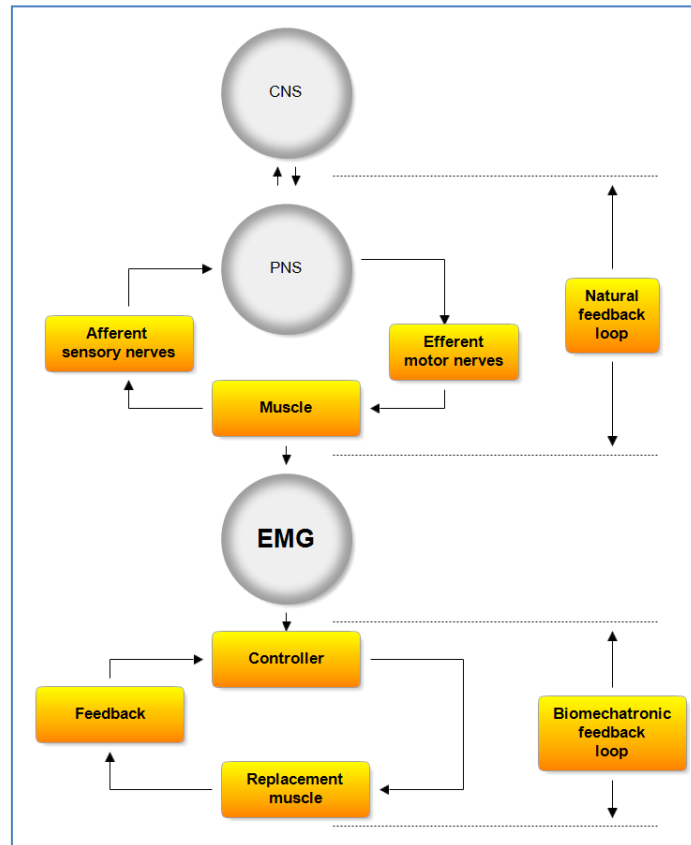 CNS
PNS
Afferent
sensory nerves
Efferent
motor nerves
Natural
feedback
loop
Muscle
EMG
Controller
Feedback
Biomechatronic
feedback
loop
Replacement
muscle